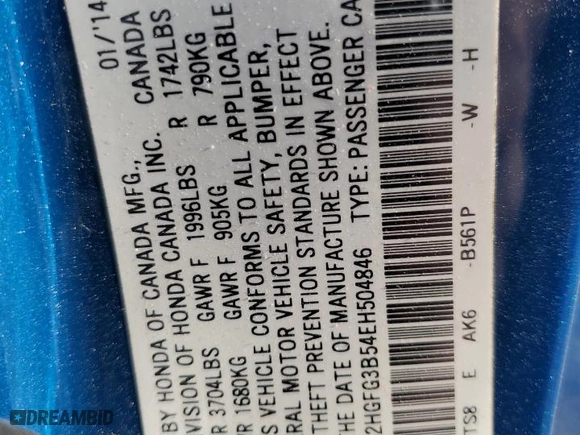 BY HONDA OF CANADA MFG., 01/'14
VISION OF HONDA CANADA INC. CANADA
3704LBS GAWR F 1996LBS R 1742LBS
1680KG GAWR F 905KG R 790KG
VEHICLE CONFORMS TO ALL APPLICABLE
RAL MOTOR VEHICLE SAFETY, BUMPER,
THEFT PREVENTION STANDARDS IN EFFECT
THE DATE OF MANUFACTURE SHOWN ABOVE.
2HGFG3B54EH504846 TYPE: PASSENGER CA
TS8 E AK6 -B561P -W -H
DREAMBID